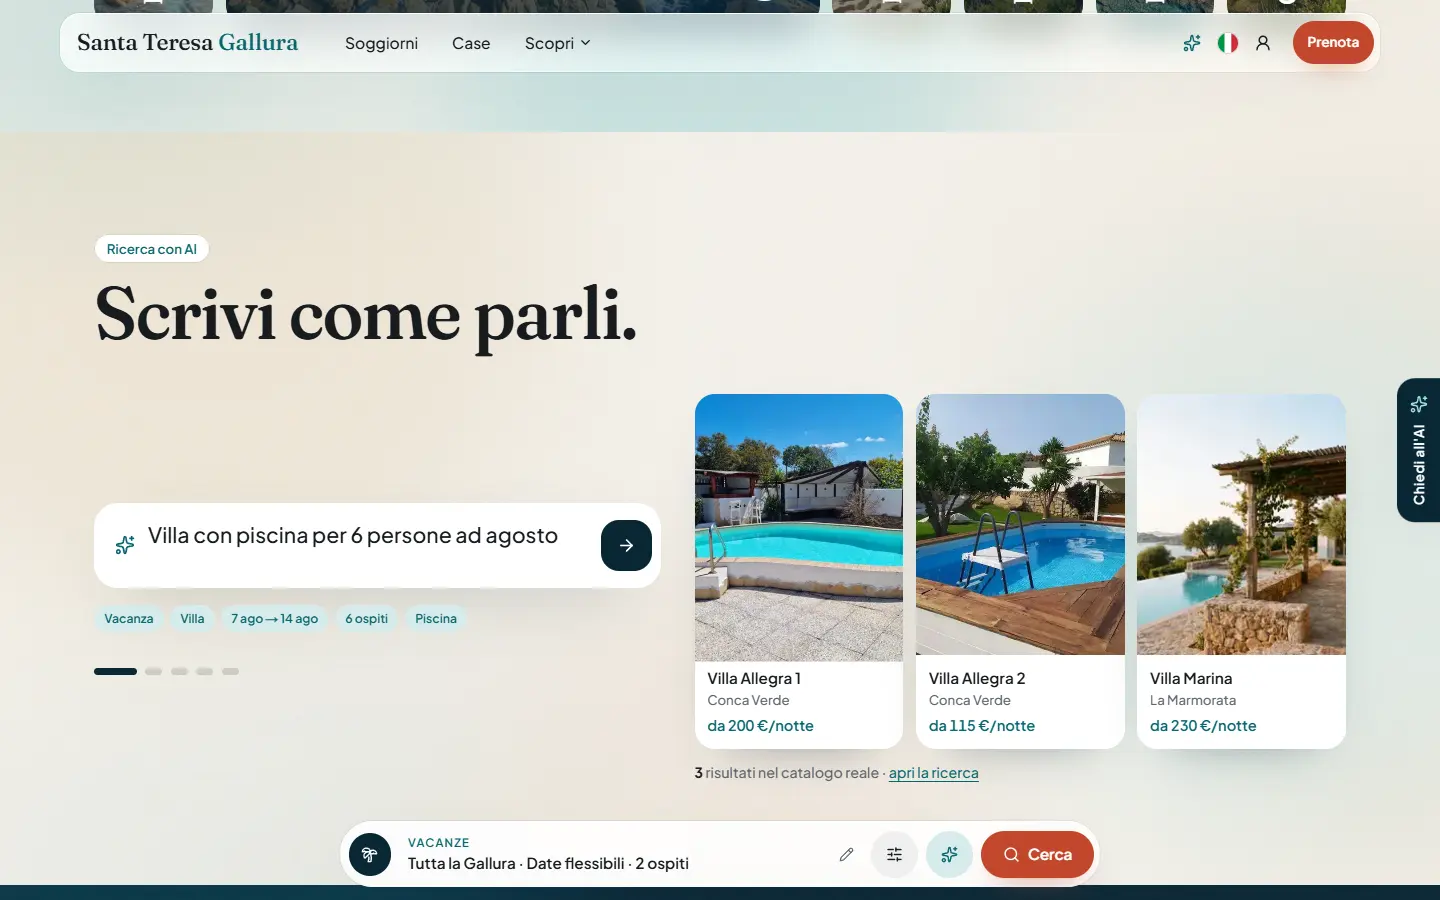 Santa Teresa Gallura
Soggiorni
Case
Scopri
Prenota
Ricerca con AI
Scrivi come parli.
Villa con piscina per 6 persone ad agosto
Vacanza
Villa
7 ago → 14 ago
6 ospiti
Piscina
Villa Allegra 1
Conca Verde
da 200 €/notte
Villa Allegra 2
Conca Verde
da 115 €/notte
Villa Marina
La Marmorata
da 230 €/notte
3 risultati nel catalogo reale · apri la ricerca
Chiedi all'AI
VACANZE
Tutta la Gallura · Date flessibili · 2 ospiti
Cerca